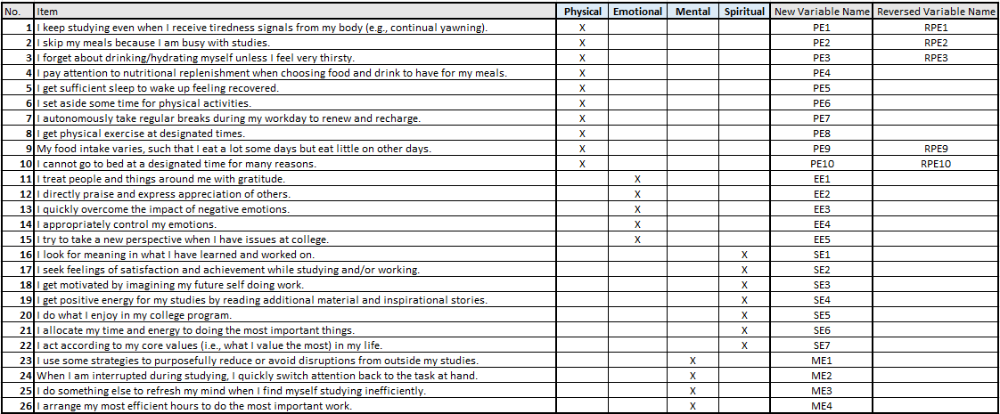 No. Item Physical Emotional Mental Spiritual New Variable Name Reversed Variable Name
1 I keep studying even when I receive tiredness signals from my body (e.g., continual yawning). X PE1 RPE1
2 I skip my meals because I am busy with studies. X PE2 RPE2
3 I forget about drinking/hydrating myself unless I feel very thirsty. X PE3 RPE3
4 I pay attention to nutritional replenishment when choosing food and drink to have for my meals. X PE4
5 I get sufficient sleep to wake up feeling recovered. X PE5
6 I set aside some time for physical activities. X PE6
7 I autonomously take regular breaks during my workday to renew and recharge. X PE7
8 I get physical exercise at designated times. X PE8
9 My food intake varies, such that I eat a lot some days but eat little on other days. X PE9 RPE9
10 I cannot go to bed at a designated time for many reasons. X PE10 RPE10
11 I treat people and things around me with gratitude. X EE1
12 I directly praise and express appreciation of others. X EE2
13 I quickly overcome the impact of negative emotions. X EE3
14 I appropriately control my emotions. X EE4
15 I try to take a new perspective when I have issues at college. X EE5
16 I look for meaning in what I have learned and worked on. X SE1
17 I seek feelings of satisfaction and achievement while studying and/or working. X SE2
18 I get motivated by imagining my future self doing work. X SE3
19 I get positive energy for my studies by reading additional material and inspirational stories. X SE4
20 I do what I enjoy in my college program. X SE5
21 I allocate my time and energy to doing the most important things. X SE6
22 I act according to my core values (i.e., what I value the most) in my life. X SE7
23 I use some strategies to purposefully reduce or avoid disruptions from outside my studies. X ME1
24 When I am interrupted during studying, I quickly switch attention back to the task at hand. X ME2
25 I do something else to refresh my mind when I find myself studying inefficiently. X ME3
26 I arrange my most efficient hours to do the most important work. X ME4